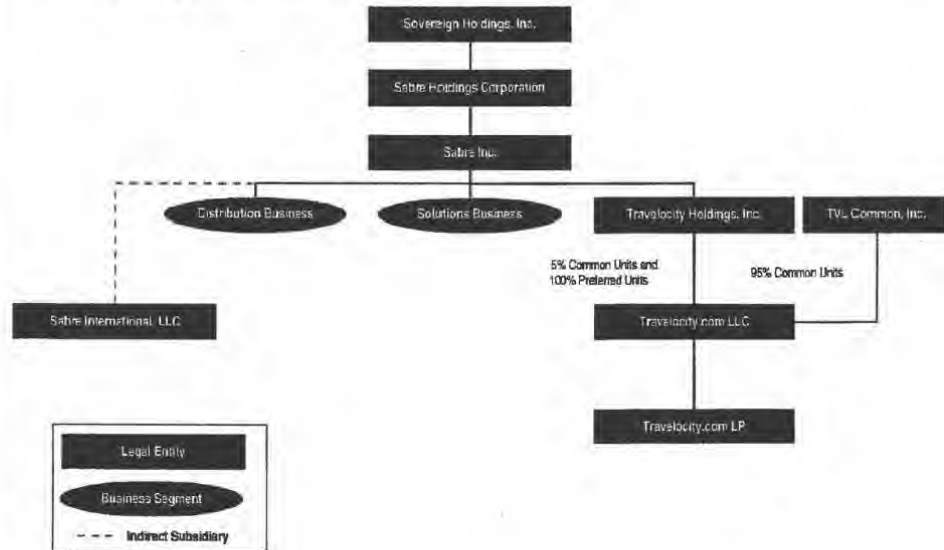 Sovereign Holdings, Inc.
Sabre Holdings Corporation
Sabre Inc.
Distribution Business
Solutions Business
Travelocity Holdings, Inc.
TVL Common, Inc.
5% Common Units and
100% Preferred Units
95% Common Units
Sabre International, LLC
Travelocity.com LLC
Travelocity.com LP
Legal Entity
Business Segment
Indirect Subsidiary